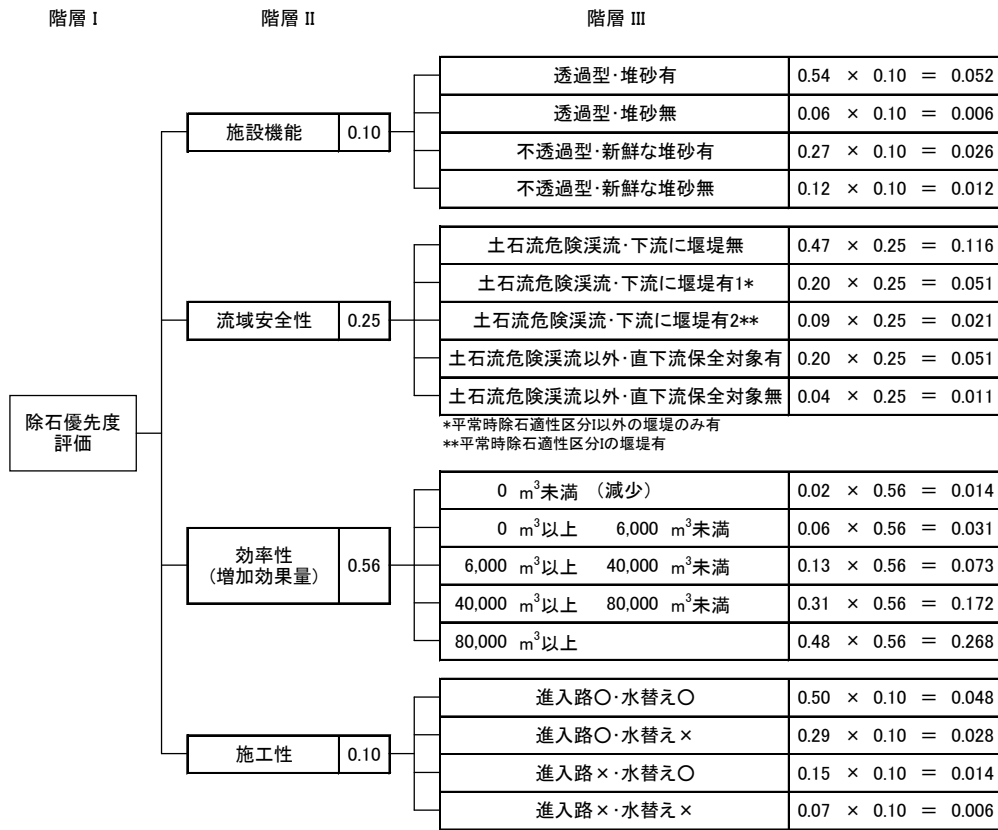 階層 I 階層 II 階層 III
透過型･堆砂有 0.54 × 0.10 ＝ 0.052
透過型･堆砂無 0.06 × 0.10 ＝ 0.006
施設機能 0.10
不透過型･新鮮な堆砂有 0.27 × 0.10 ＝ 0.026
不透過型･新鮮な堆砂無 0.12 × 0.10 ＝ 0.012
土石流危険渓流･下流に堰堤無 0.47 × 0.25 ＝ 0.116
土石流危険渓流･下流に堰堤有1* 0.20 × 0.25 ＝ 0.051
流域安全性 0.25 土石流危険渓流･下流に堰堤有2** 0.09 × 0.25 ＝ 0.021
土石流危険渓流以外･直下流保全対象有 0.20 × 0.25 ＝ 0.051
土石流危険渓流以外･直下流保全対象無 0.04 × 0.25 ＝ 0.011
*平常時除石適性区分I以外の堰堤のみ有
**平常時除石適性区分Iの堰堤有
除石優先度
評価
0 m³未満 （減少） 0.02 × 0.56 ＝ 0.014
0 m³以上 6,000 m³未満 0.06 × 0.56 ＝ 0.031
効率性
（増加効果量） 0.56 6,000 m³以上 40,000 m³未満 0.13 × 0.56 ＝ 0.073
40,000 m³以上 80,000 m³未満 0.31 × 0.56 ＝ 0.172
80,000 m³以上 0.48 × 0.56 ＝ 0.268
進入路〇･水替え〇 0.50 × 0.10 ＝ 0.048
進入路〇･水替え× 0.29 × 0.10 ＝ 0.028
施工性 0.10
進入路×･水替え〇 0.15 × 0.10 ＝ 0.014
進入路×･水替え× 0.07 × 0.10 ＝ 0.006